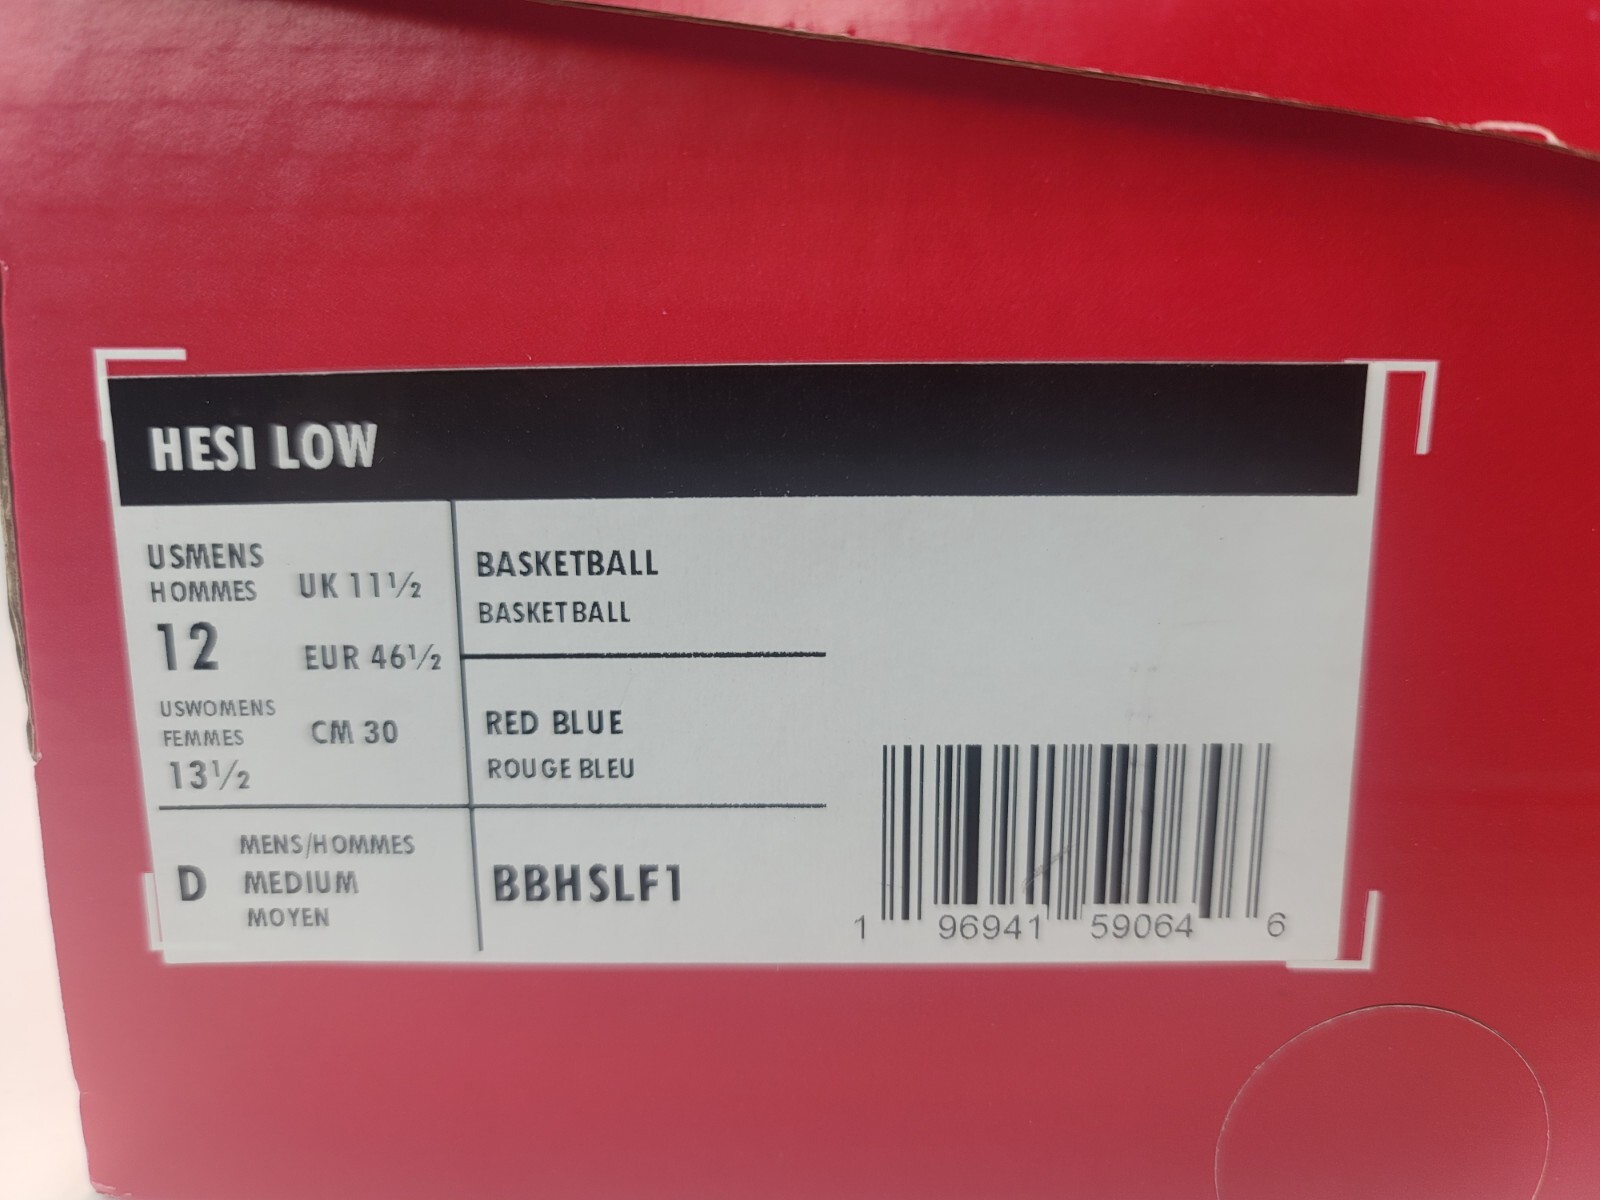 HESI LOW
USMENS
HOMMES
12
UK 11½
EUR 46½
USWOMENS
FEMMES
13½
CM 30
BASKETBALL
BASKETBALL
RED BLUE
ROUGE BLEU
D
MENS/HOMMES
MEDIUM
MOYEN
BBHSLF1
1 96941 59064 6